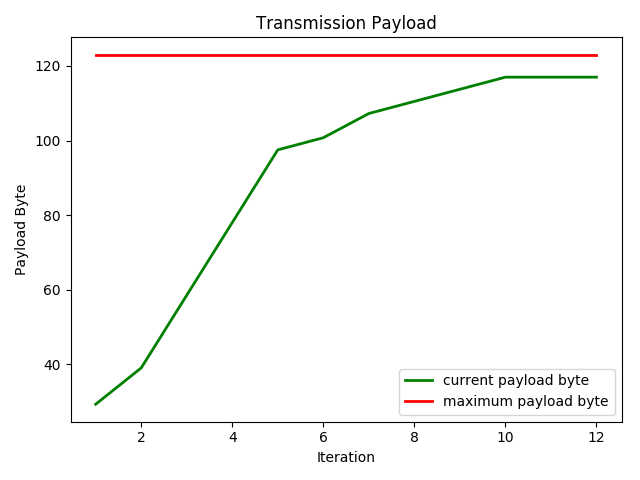 Transmission Payload
120
100
80
60
40
Payload Byte
2
4
6
8
10
12
Iteration
current payload byte
maximum payload byte